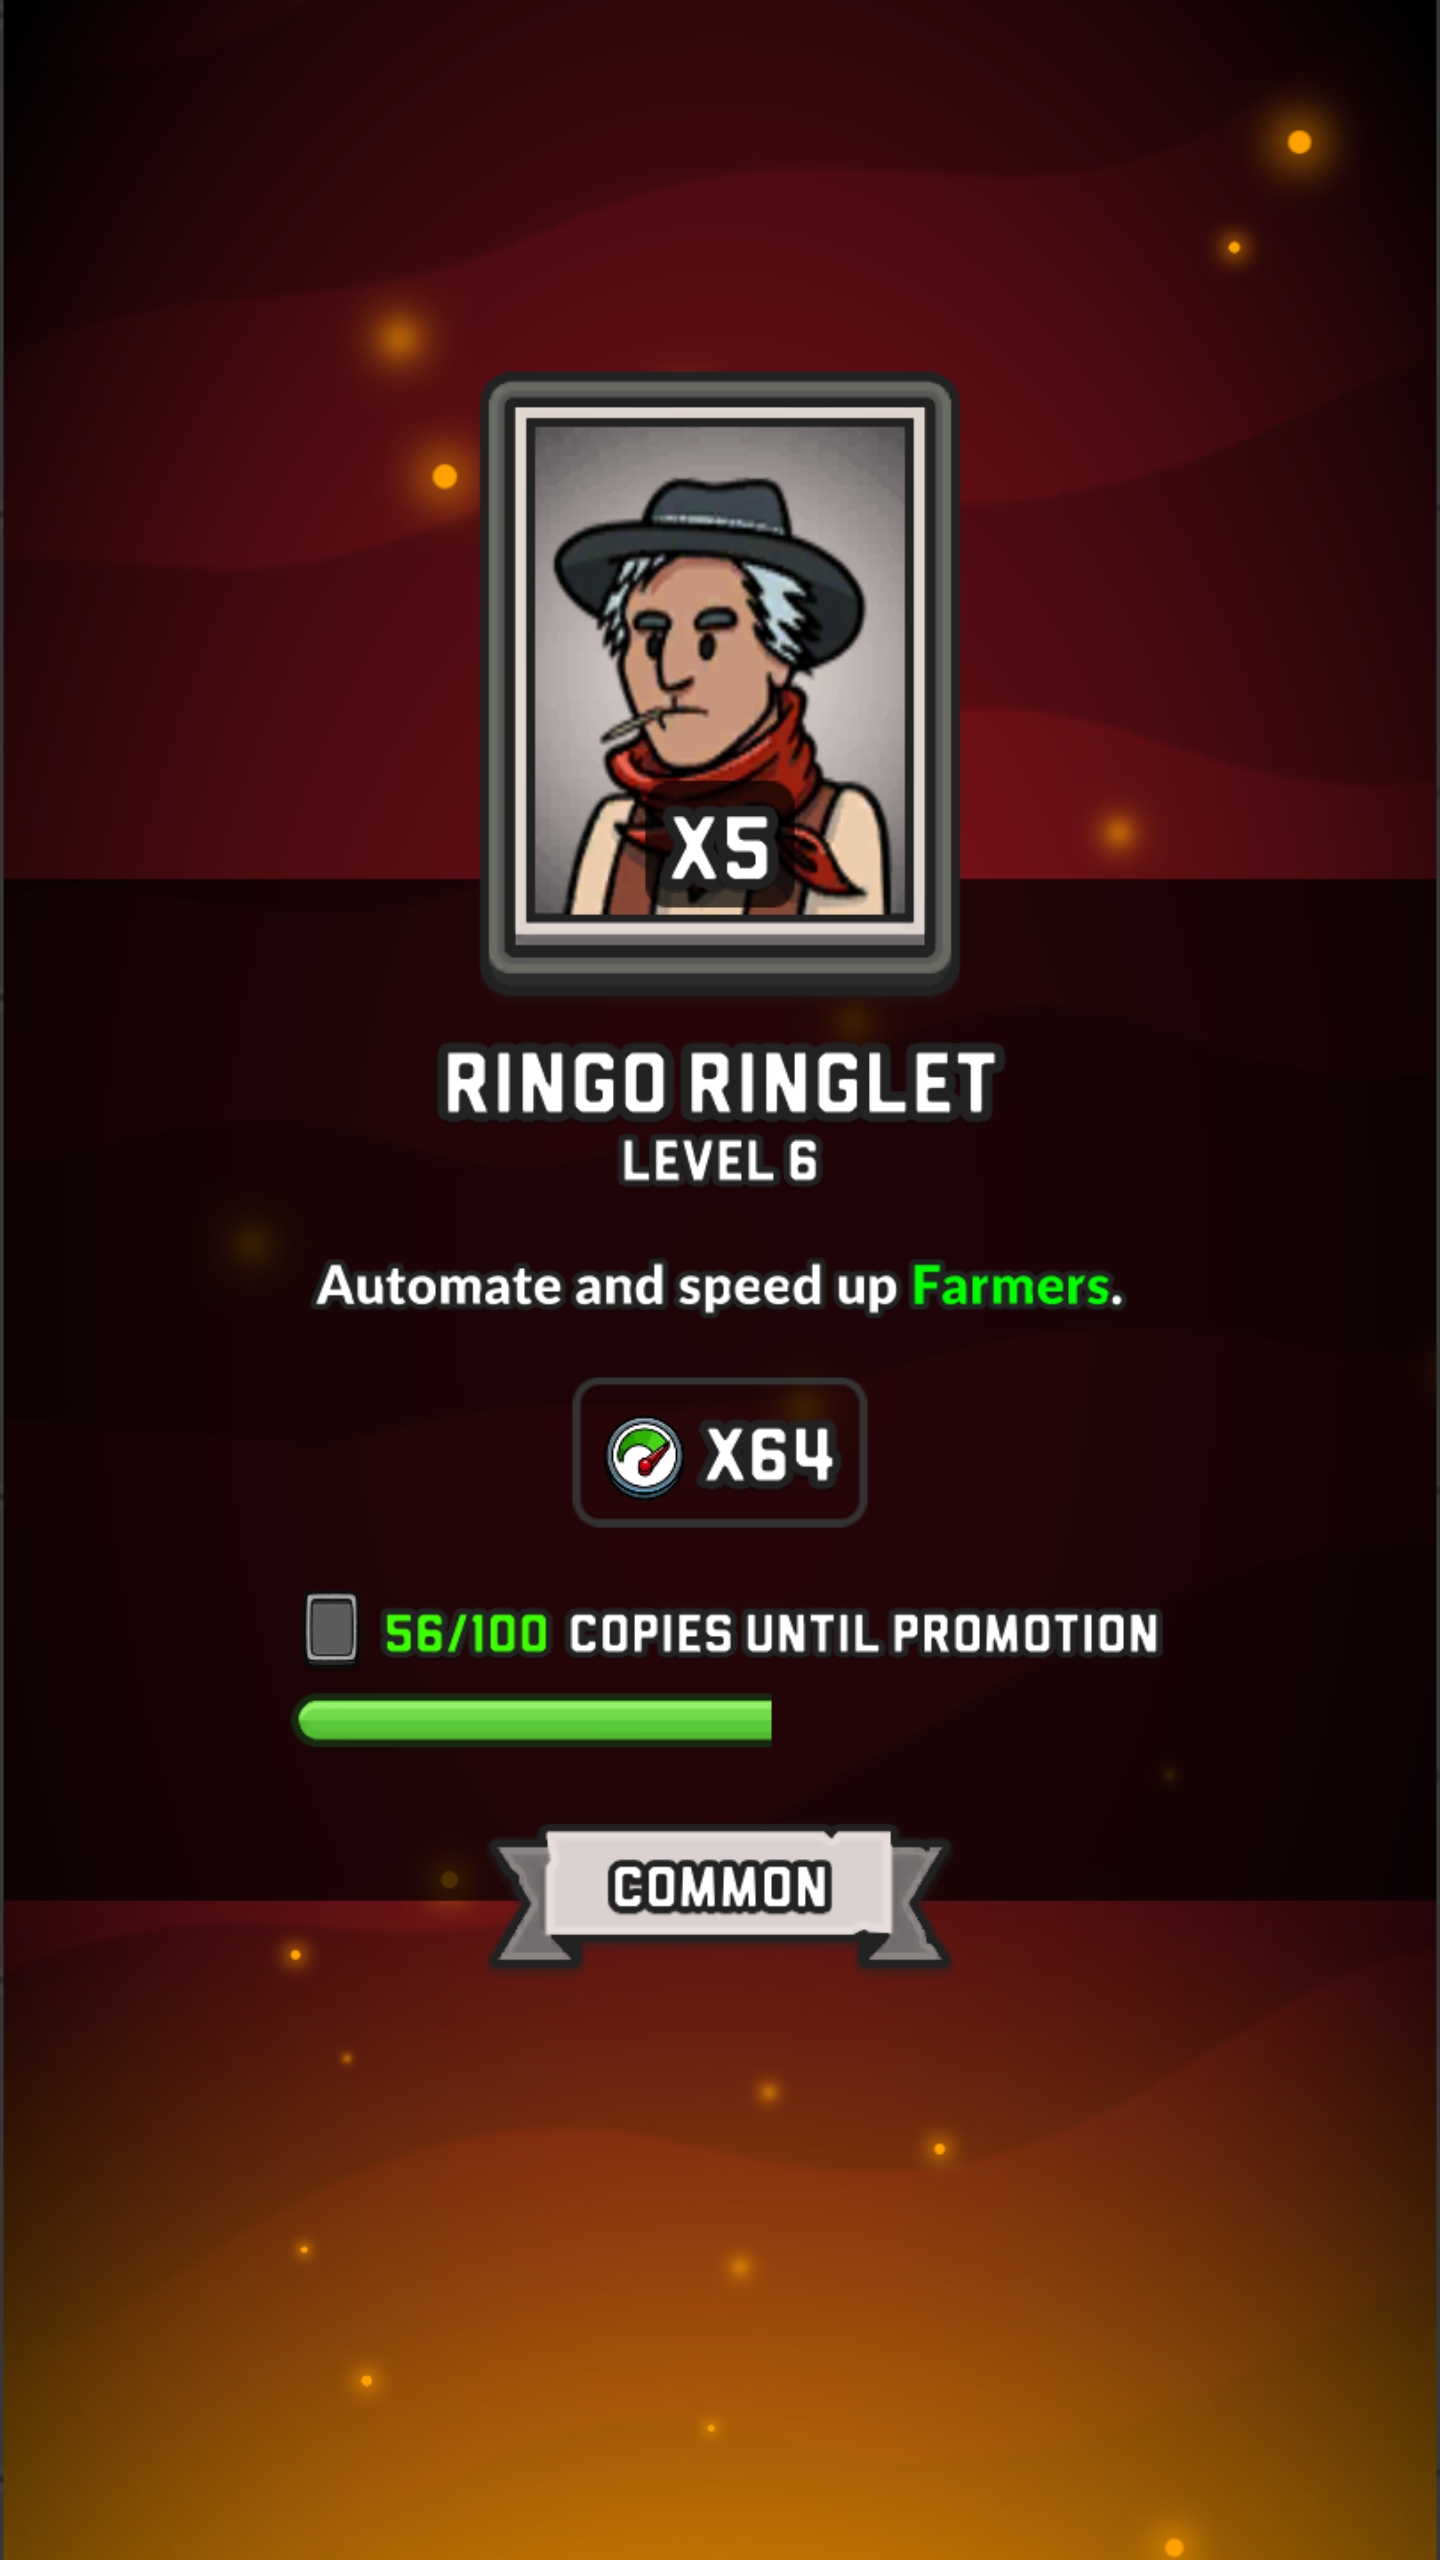 X5
RINGO RINGLET
LEVEL 6
Automate and speed up Farmers.
X64
56/100 COPIES UNTIL PROMOTION
COMMON